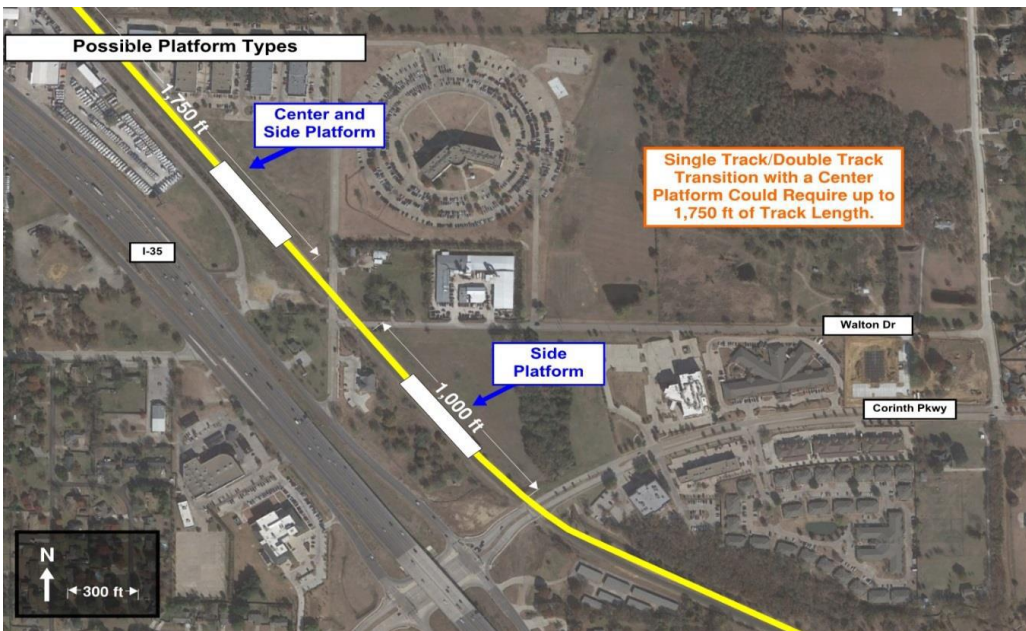 Possible Platform Types
1,750 ft
Center and
Side Platform
Single Track/Double Track
Transition with a Center
Platform Could Require up to
1,750 ft of Track Length.
I-35
Walton Dr
Side
Platform
1,000 ft
Corinth Pkwy
N
300 ft